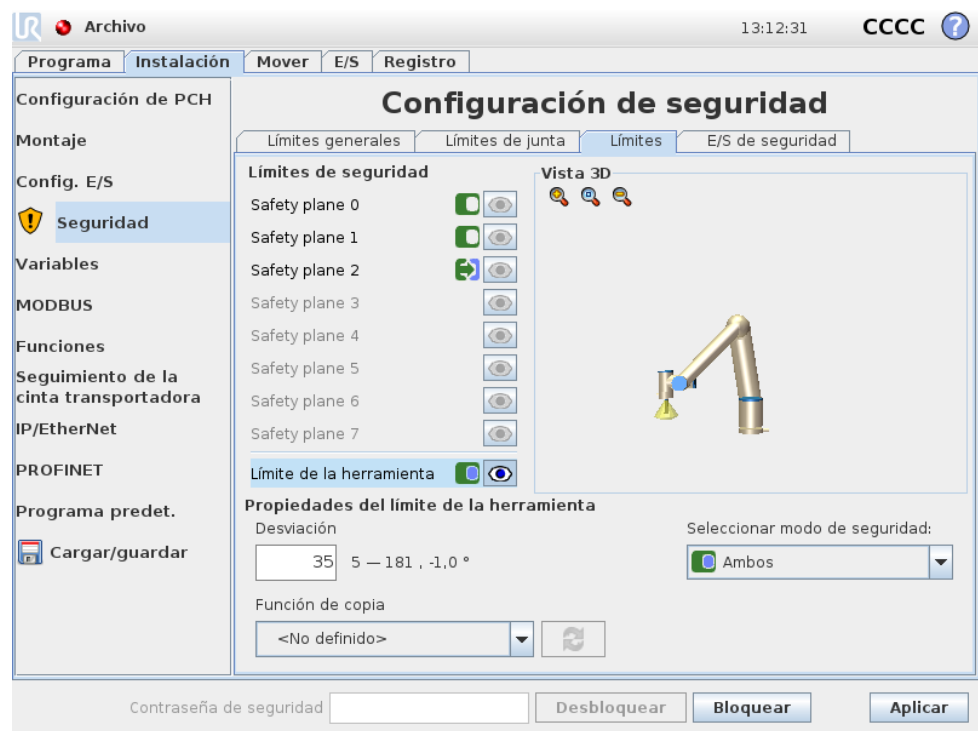 UR Archivo 13:12:31 CCCC ?
Programa Instalación Mover E/S Registro
Configuración de PCH
Montaje
Config. E/S
Seguridad
Variables
MODBUS
Funciones
Seguimiento de la
cinta transportadora
IP/EtherNet
PROFINET
Programa predet.
Cargar/guardar
Configuración de seguridad
Límites generales Límites de junta Límites E/S de seguridad
Límites de seguridad
Safety plane 0
Safety plane 1
Safety plane 2
Safety plane 3
Safety plane 4
Safety plane 5
Safety plane 6
Safety plane 7
Límite de la herramienta
Vista 3D
Propiedades del límite de la herramienta
Desviación
35 5 — 181 , -1,0 °
Seleccionar modo de seguridad:
Ambos
Función de copia
<No definido>
Contraseña de seguridad Desbloquear Bloquear Aplicar